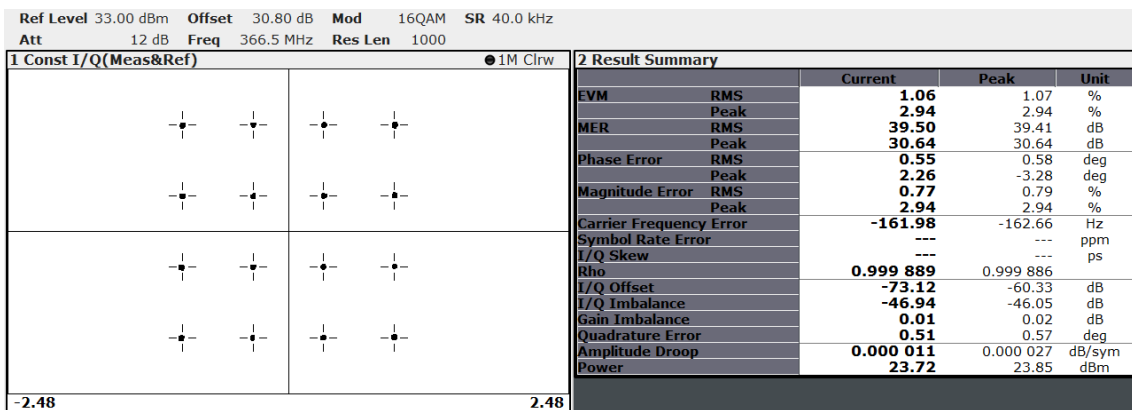 Ref Level 33.00 dBm Offset 30.80 dB Mod 16QAM SR 40.0 kHz
Att 12 dB Freq 366.5 MHz Res Len 1000
1 Const I/Q(Meas&Ref) 1M Clrw
-2.48 2.48
2 Result Summary
Current Peak Unit
EVM RMS 1.06 1.07 %
Peak 2.94 2.94 %
MER RMS 39.50 39.41 dB
Peak 30.64 30.64 dB
Phase Error RMS 0.55 0.58 deg
Peak 2.26 -3.28 deg
Magnitude Error RMS 0.77 0.79 %
Peak 2.94 2.94 %
Carrier Frequency Error -161.98 -162.66 Hz
Symbol Rate Error --- --- ppm
I/Q Skew --- --- ps
Rho 0.999 889 0.999 886
I/Q Offset -73.12 -60.33 dB
I/Q Imbalance -46.94 -46.05 dB
Gain Imbalance 0.01 0.02 dB
Quadrature Error 0.51 0.57 deg
Amplitude Droop 0.000 011 0.000 027 dB/sym
Power 23.72 23.85 dBm